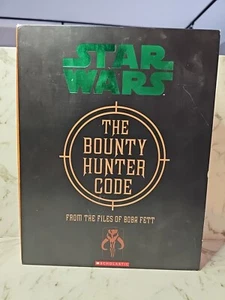 STAR
WARS
THE
BOUNTY
HUNTER
CODE
FROM THE FILES OF BOBA FETT
SCHOLASTIC